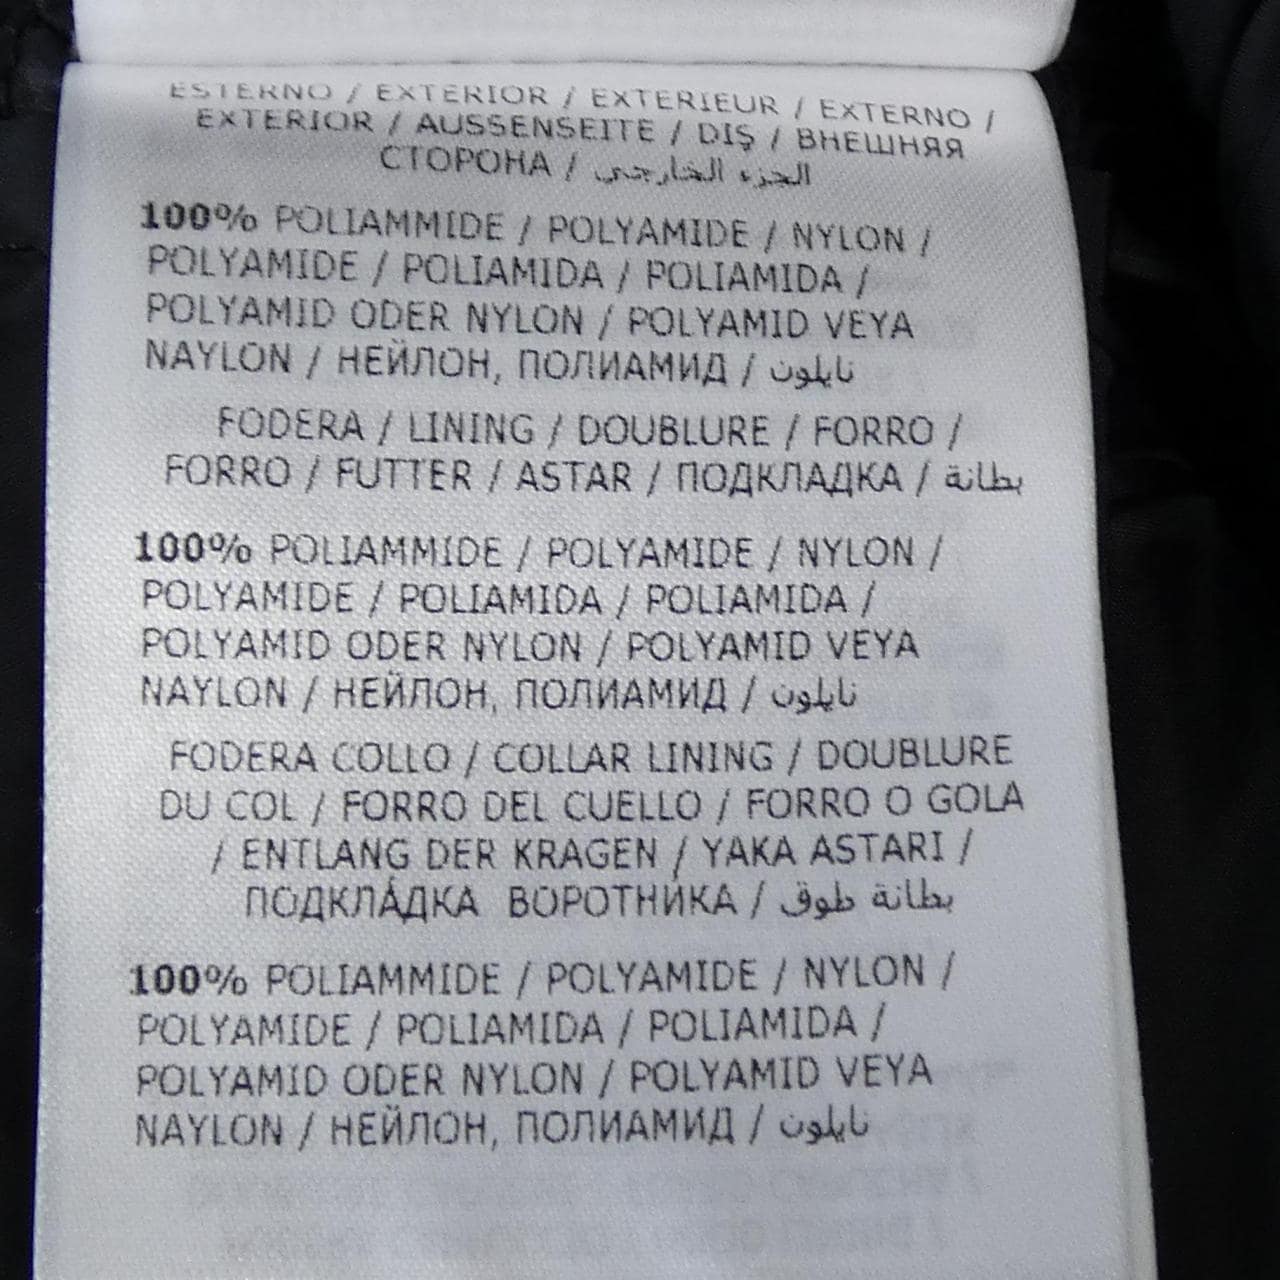 ESTERNO / EXTERIOR / EXTERIEUR / EXTERNO /
EXTERIOR / AUSSENSEITE / DIŞ / ВНЕШНЯЯ
СТОРОНА / الجزء الخارجي
100% POLIAMMIDE / POLYAMIDE / NYLON /
POLYAMIDE / POLIAMIDA / POLIAMIDA /
POLYAMID ODER NYLON / POLYAMID VEYA
NAYLON / НЕЙЛОН, ПОЛИАМИД / نايلون
FODERA / LINING / DOUBLURE / FORRO /
FORRO / FUTTER / ASTAR / ПОДКЛАДКА / بطانة
100% POLIAMMIDE / POLYAMIDE / NYLON /
POLYAMIDE / POLIAMIDA / POLIAMIDA /
POLYAMID ODER NYLON / POLYAMID VEYA
NAYLON / НЕЙЛОН, ПОЛИАМИД / نايلون
FODERA COLLO / COLLAR LINING / DOUBLURE
DU COL / FORRO DEL CUELLO / FORRO O GOLA
/ ENTLANG DER KRAGEN / YAKA ASTARI /
ПОДКЛА́ДКА ВОРОТНИ́КА / بطانة طوق
100% POLIAMMIDE / POLYAMIDE / NYLON /
POLYAMIDE / POLIAMIDA / POLIAMIDA /
POLYAMID ODER NYLON / POLYAMID VEYA
NAYLON / НЕЙЛОН, ПОЛИАМИД / نايلون